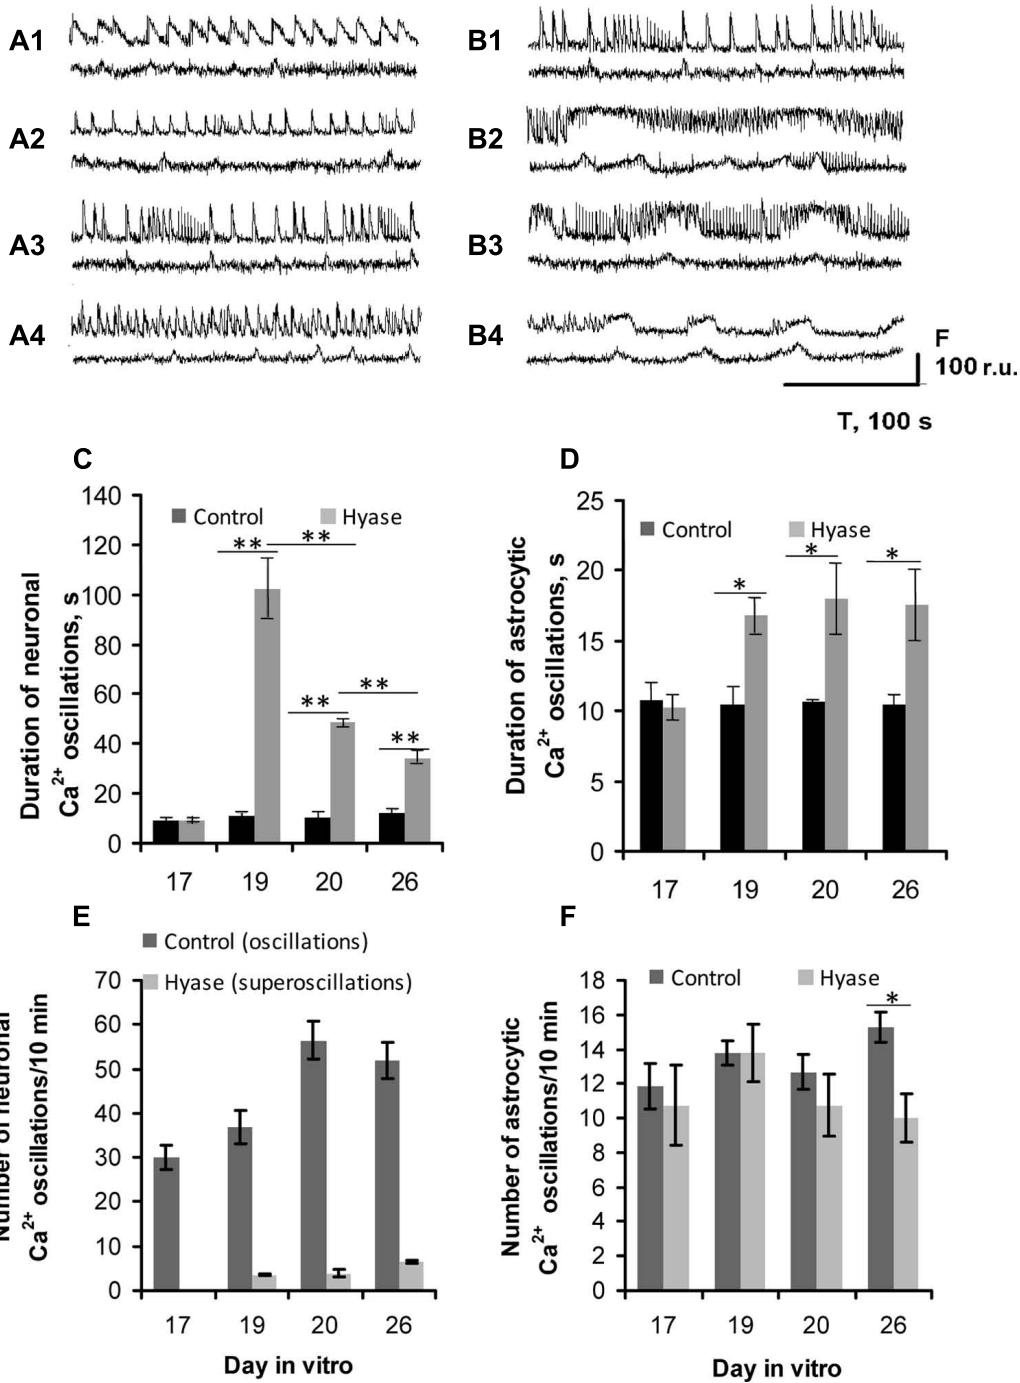 A1
B1
A2
B2
A3
B3
A4
B4
F
100 r.u.
T, 100 s
C
D
Duration of neuronal
Ca2+ oscillations, s
140
120
100
80
60
40
20
0
Control
Hyase
**
**
**
**
**
17
19
20
26
Duration of astrocytic
Ca2+ oscillations, s
25
20
15
10
5
0
Control
Hyase
*
*
*
17
19
20
26
E
F
Control (oscillations)
Hyase (superoscillations)
Number of neuronal
Ca2+ oscillations/10 min
70
60
50
40
30
20
10
0
17
19
20
26
Day in vitro
Number of astrocytic
Ca2+ oscillations/10 min
18
16
14
12
10
8
6
4
2
0
Control
Hyase
*
17
19
20
26
Day in vitro